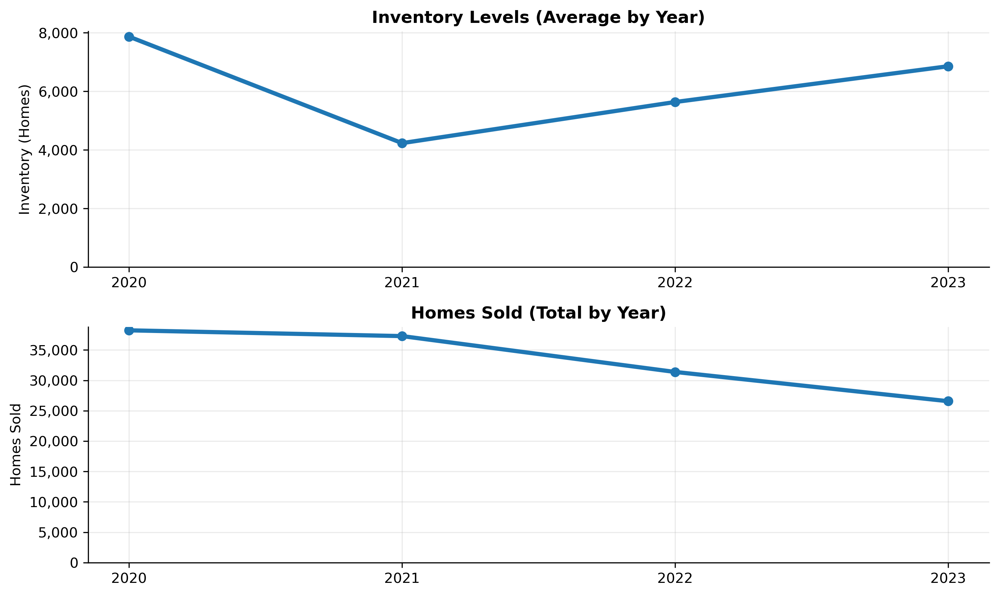 Inventory Levels (Average by Year)
Inventory (Homes)
8,000
6,000
4,000
2,000
0
2020 2021 2022 2023
Homes Sold (Total by Year)
Homes Sold
35,000
30,000
25,000
20,000
15,000
10,000
5,000
0
2020 2021 2022 2023